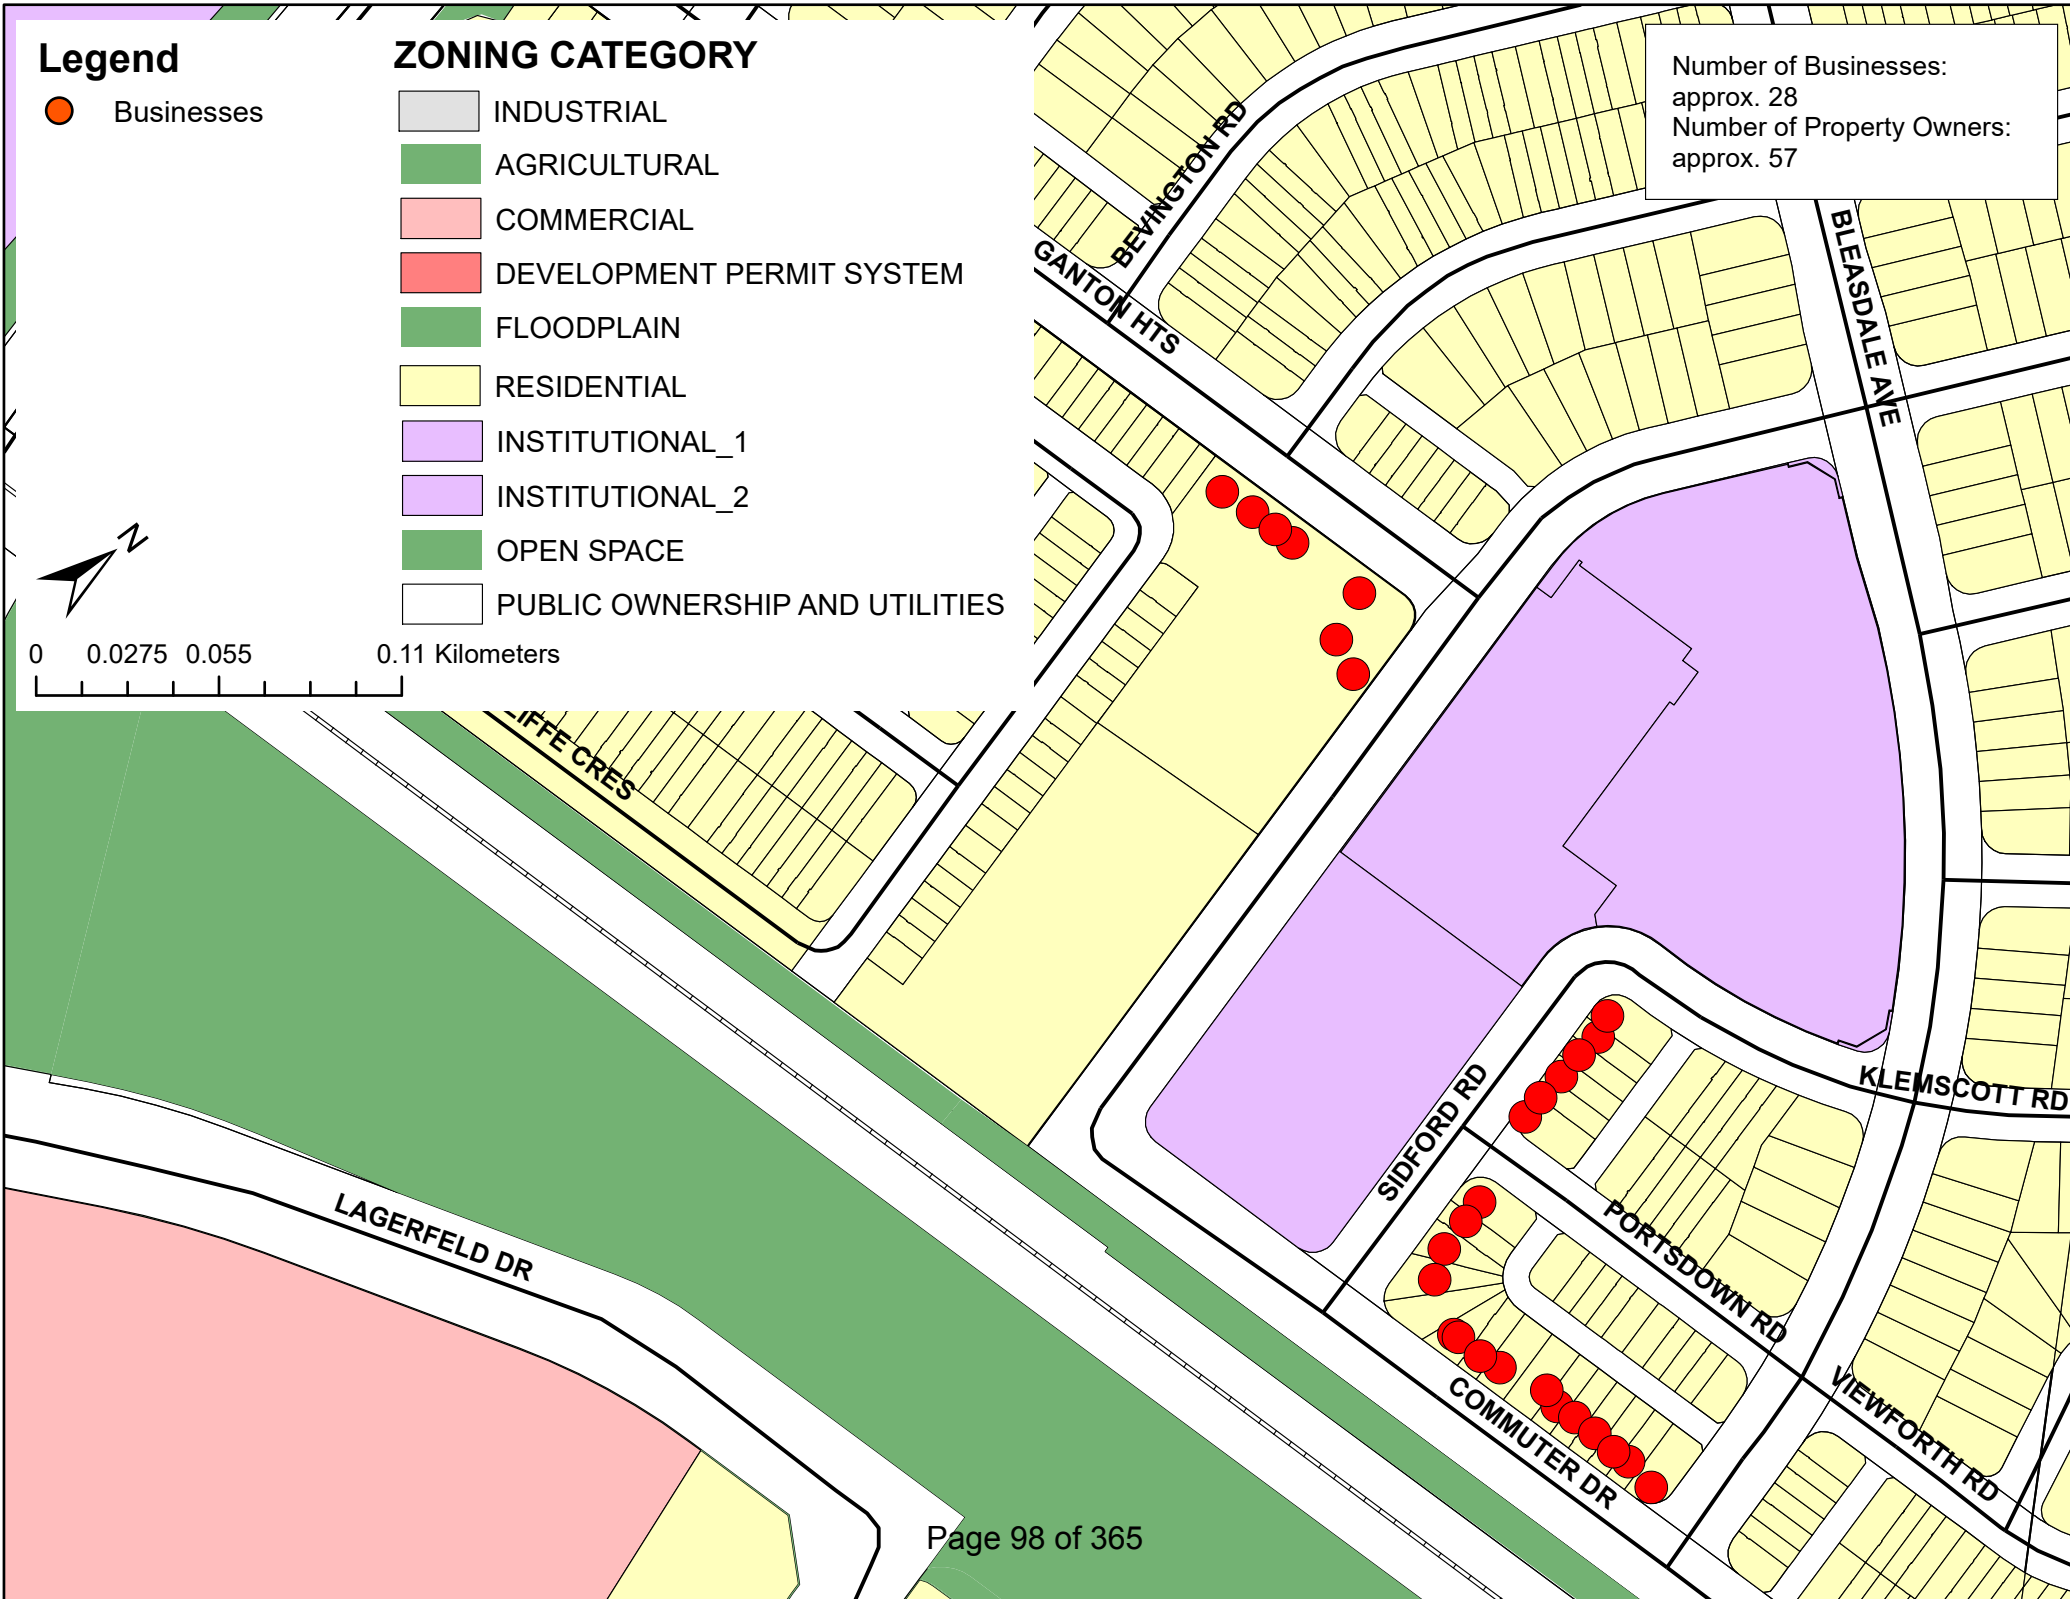 Legend
Businesses
ZONING CATEGORY
INDUSTRIAL
AGRICULTURAL
COMMERCIAL
DEVELOPMENT PERMIT SYSTEM
FLOODPLAIN
RESIDENTIAL
INSTITUTIONAL_1
INSTITUTIONAL_2
OPEN SPACE
PUBLIC OWNERSHIP AND UTILITIES
N
0 0.0275 0.055 0.11 Kilometers
Number of Businesses:
approx. 28
Number of Property Owners:
approx. 57
BEVINGTON RD
GANTON HTS
BLEASDALE AVE
IFFE CRES
KLEMSCOTT RD
SIDFORD RD
PORTSDOWN RD
LAGERFELD DR
COMMUTER DR
VIEWFORTH RD
Page 98 of 365